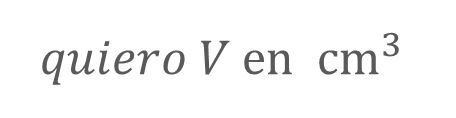 quiero V en cm³